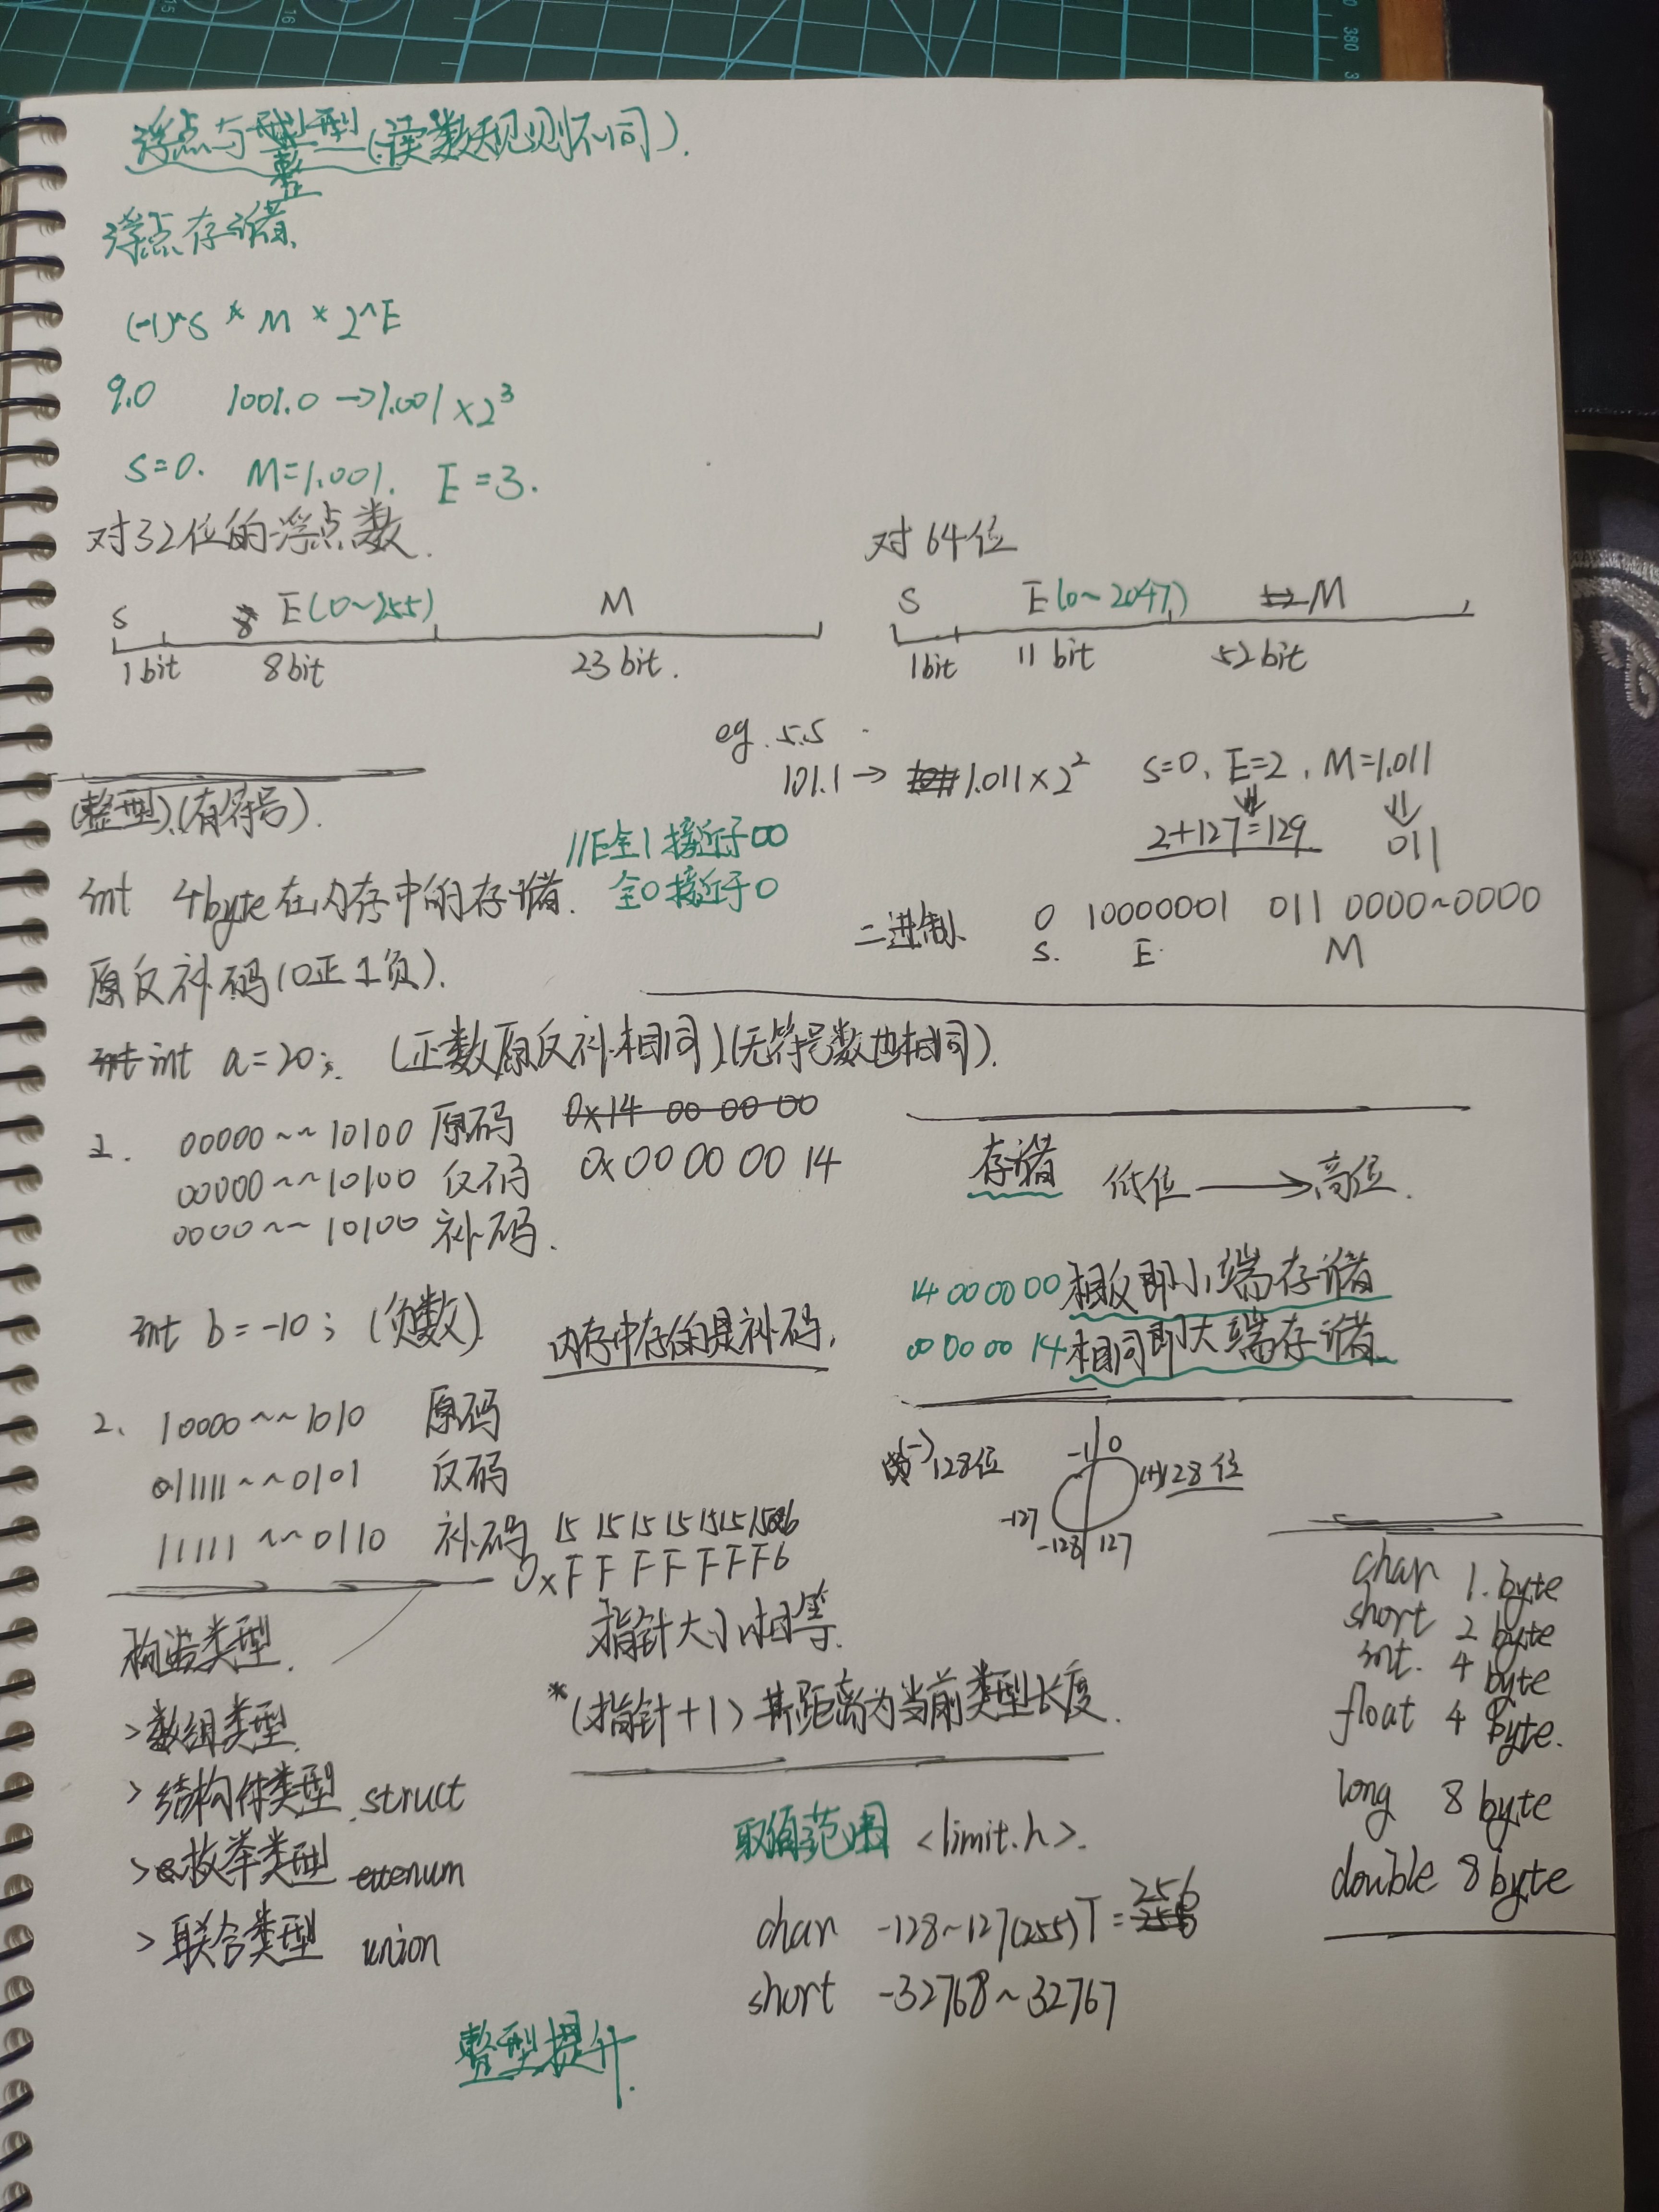 浮点与整型(读数规则不同).
浮点存储.
(-1)^S * M * 2^E
9.0 1001.0 → 1.001 × 2³
S=0. M=1.001. E=3.
对32位的浮点数.
S E(0~255) M
1bit 8bit 23bit.
对64位
S E(0~2047) M
1bit 11bit 52bit
eg. 5.5
101.1 → 1.011×2² S=0, E=2, M=1.011
2+127=129 011
二进制 0 10000001 011 0000~0000
S. E. M
(整型)(有符号).
//E全1接近于∞
全0接近于0
int 4byte在内存中的存储.
原反补码(0正1负).
int a=20; (正数原反补相同)(无符号数也相同).
1. 00000~~10100 原码 0x14 00 00 00
00000~~10100 反码 0x00 00 00 14
0000~~10100 补码.
存储 低位 → 高位.
14 00 00 00 相反即小端存储
00 00 00 14 相同即大端存储
int b=-10; (负数) 内存中存的是补码.
2. 10000~~1010 原码
11111~~0101 反码
11111~~0110 补码 15 15 15 15 15 15 15 6
0xFF FF FF F6
(-)128位 -1 0 (+)128位
-127 -128 127
构造类型.
>数组类型.
>结构体类型 struct
>枚举类型 enum
>联合类型 union
指针大小相等.
*(指针+1)其距离为当前类型长度.
取值范围 <limit.h>.
char -128~127(255) T=256
short -32768~32767
char 1.byte
short 2 byte
int. 4 byte
float 4 byte.
long 8 byte
double 8 byte
整型提升.